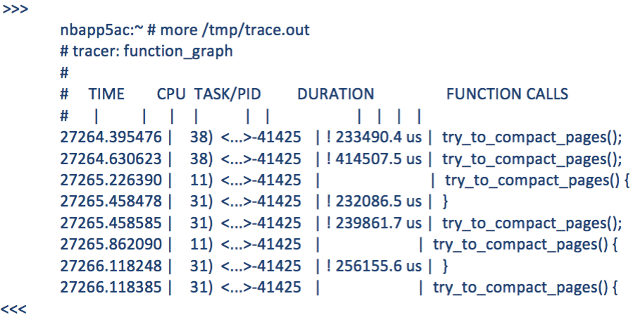 >>>
nbapp5ac:~ # more /tmp/trace.out
# tracer: function_graph
#
# TIME CPU TASK/PID DURATION FUNCTION CALLS
# | | | | | | | | | |
27264.395476 | 38) <...>-41425 | ! 233490.4 us | try_to_compact_pages();
27264.630623 | 38) <...>-41425 | ! 414507.5 us | try_to_compact_pages();
27265.226390 | 11) <...>-41425 | | try_to_compact_pages() {
27265.458478 | 31) <...>-41425 | ! 232086.5 us | }
27265.458585 | 31) <...>-41425 | ! 239861.7 us | try_to_compact_pages();
27265.862090 | 11) <...>-41425 | | try_to_compact_pages() {
27266.118248 | 31) <...>-41425 | ! 256155.6 us | }
27266.118385 | 31) <...>-41425 | | try_to_compact_pages() {
<<<